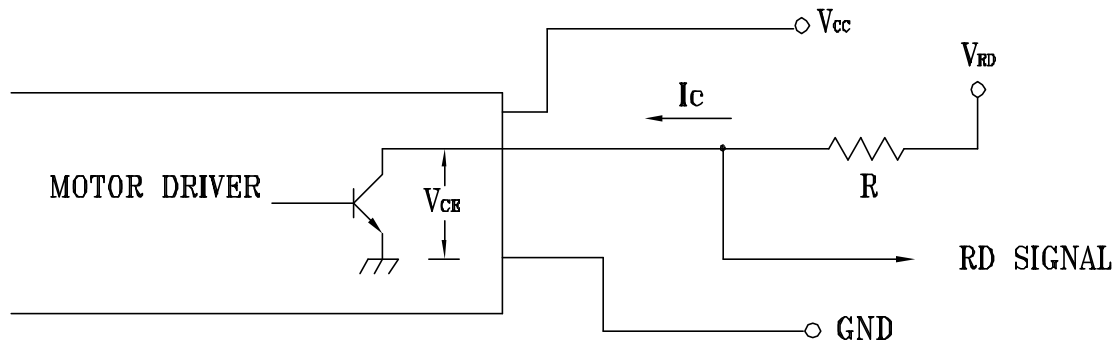 VCC
VRD
IC
MOTOR DRIVER
VCE
R
RD SIGNAL
GND